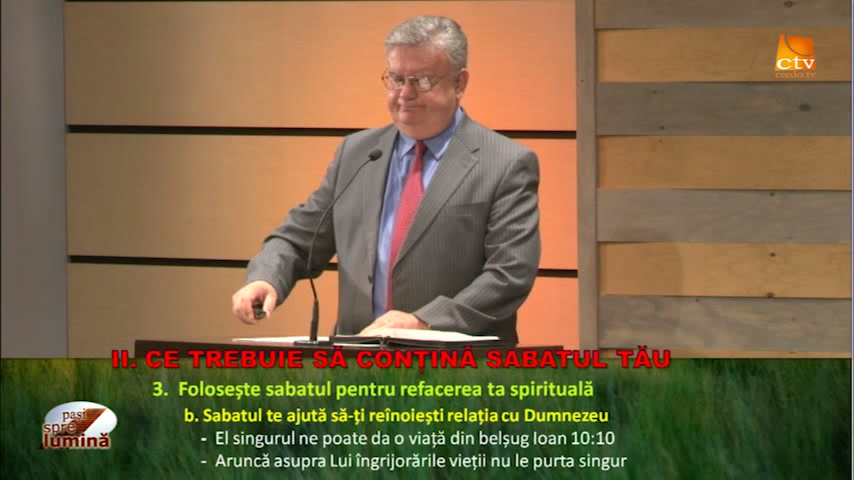 ctv
credo.tv
II. CE TREBUIE SĂ CONȚINĂ SABATUL TĂU
3. Folosește sabatul pentru refacerea ta spirituală
b. Sabatul te ajută să-ți reînoiești relația cu Dumnezeu
- El singurul ne poate da o viață din belșug Ioan 10:10
- Aruncă asupra Lui îngrijorările vieții nu le purta singur
pași
spre
lumină